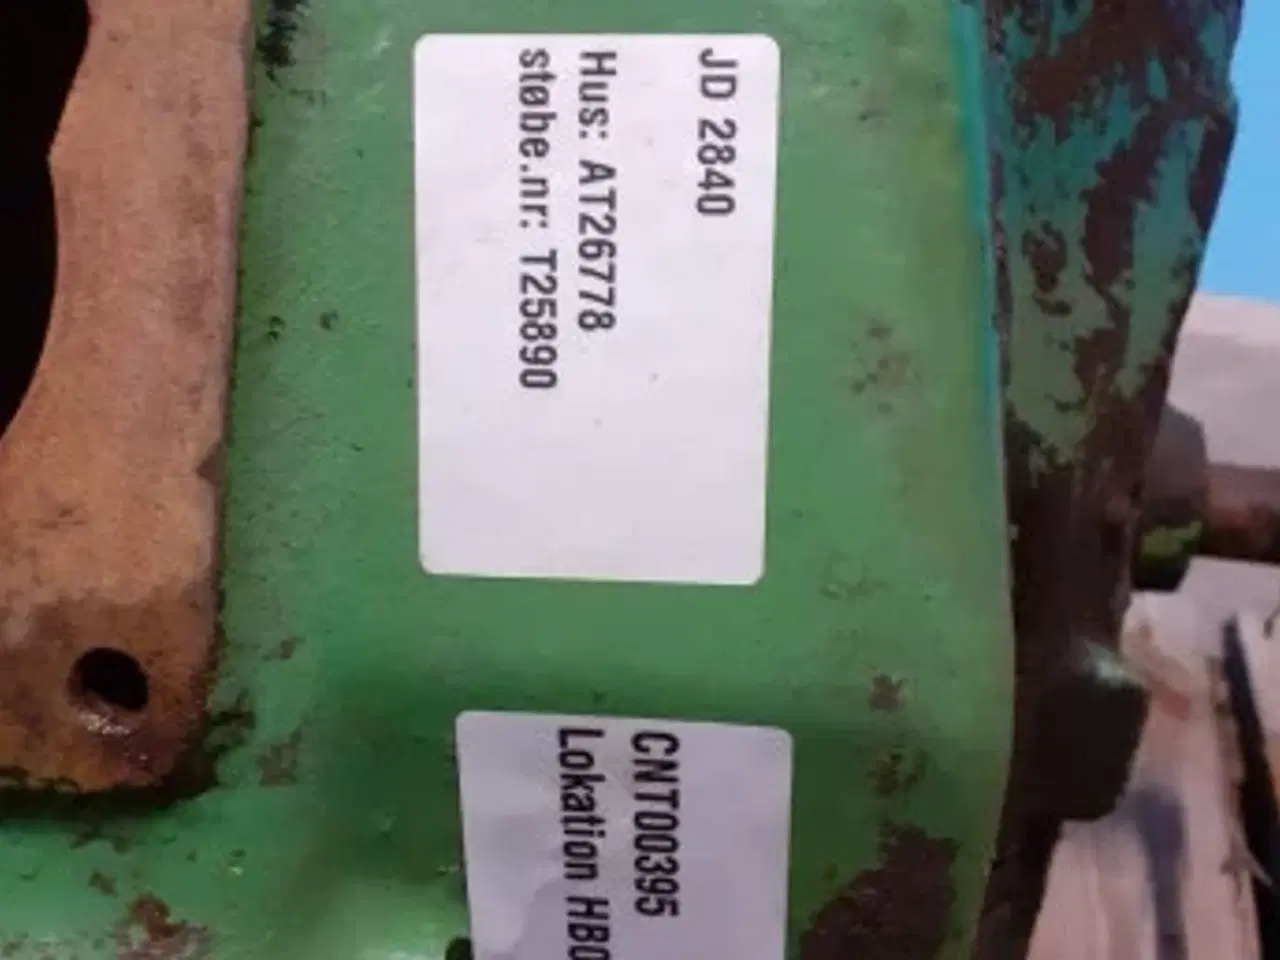 JD 2840
Hus: AT26778
støbe.nr: T25890
CNT00395
Lokation HB0